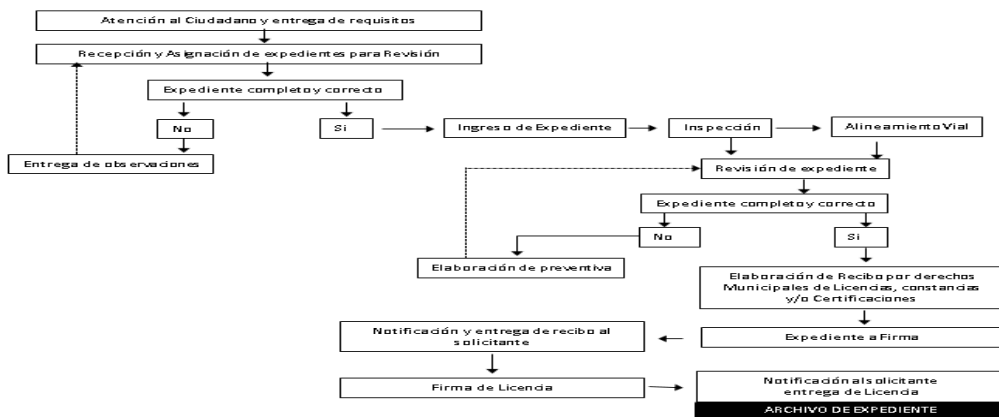 Atención al Ciudadano y entrega de requisitos
Recepción y Asignación de expedientes para Revisión
Expediente completo y correcto
No
Si
Ingreso de Expediente
Inspección
Alineamiento Vial
Entrega de observaciones
Revisión de expediente
Expediente completo y correcto
No
Si
Elaboración de preventiva
Elaboración de Recibo por derechos
Municipales de Licencias, constancias
y/o Certificaciones
Notificación y entrega de recibo al
solicitante
Expediente a Firma
Firma de Licencia
Notificación al solicitante
entrega de Licencia
ARCHIVO DE EXPEDIENTE